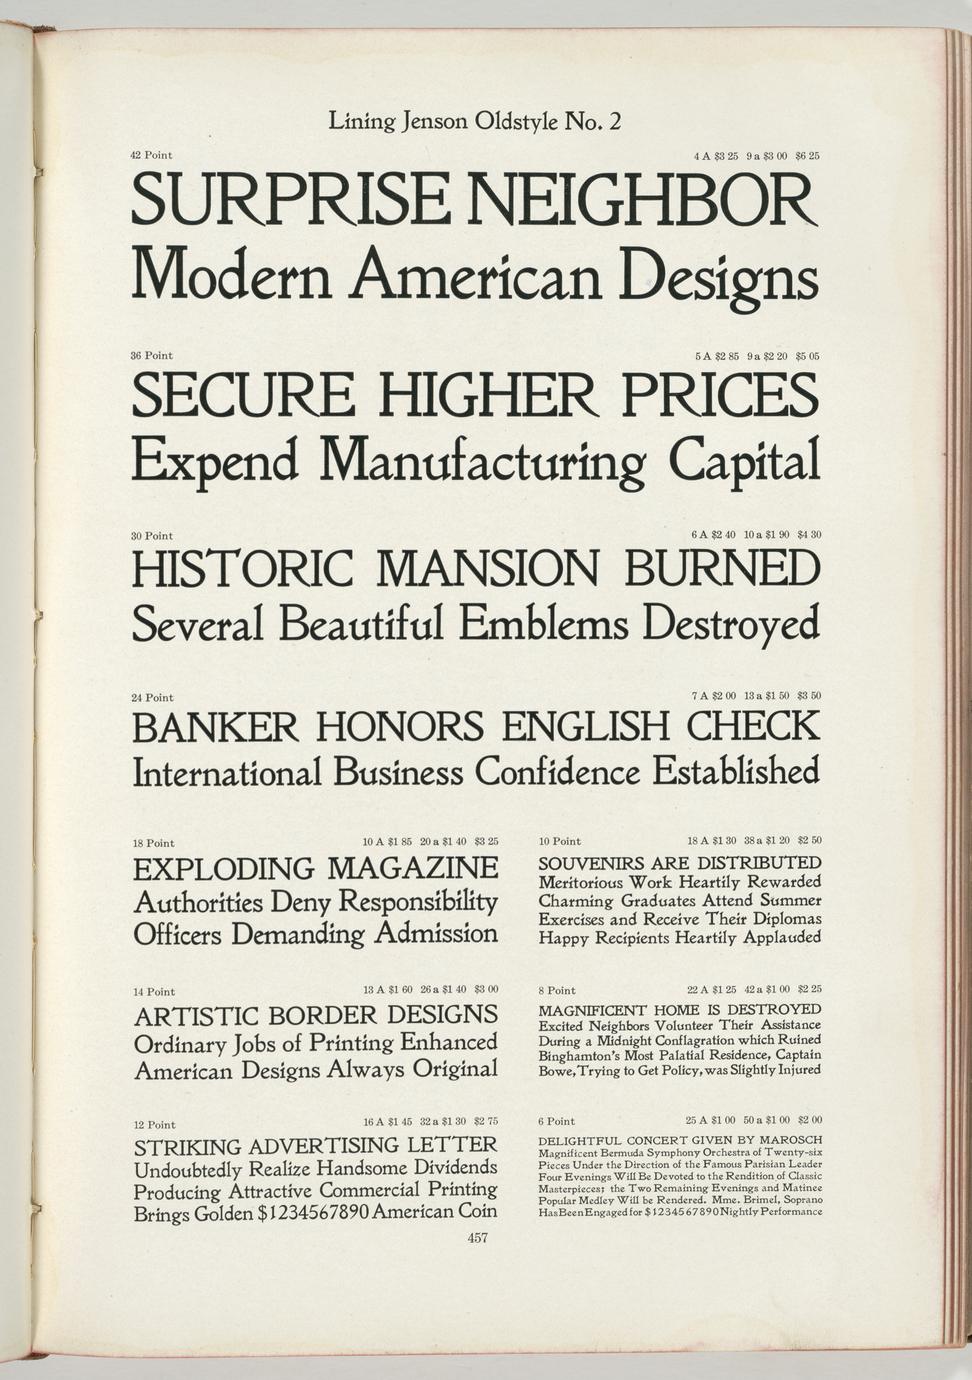 Lining Jenson Oldstyle No. 2
42 Point 4 A $3 25 9 a $3 00 $6 25
SURPRISE NEIGHBOR
Modern American Designs
36 Point 5 A $2 85 9 a $2 20 $5 05
SECURE HIGHER PRICES
Expend Manufacturing Capital
30 Point 6 A $2 40 10 a $1 90 $4 30
HISTORIC MANSION BURNED
Several Beautiful Emblems Destroyed
24 Point 7 A $2 00 13 a $1 50 $3 50
BANKER HONORS ENGLISH CHECK
International Business Confidence Established
18 Point 10 A $1 85 20 a $1 40 $3 25
EXPLODING MAGAZINE
Authorities Deny Responsibility
Officers Demanding Admission
14 Point 13 A $1 60 26 a $1 40 $3 00
ARTISTIC BORDER DESIGNS
Ordinary Jobs of Printing Enhanced
American Designs Always Original
12 Point 16 A $1 45 32 a $1 30 $2 75
STRIKING ADVERTISING LETTER
Undoubtedly Realize Handsome Dividends
Producing Attractive Commercial Printing
Brings Golden $1234567890 American Coin
10 Point 18 A $1 30 38 a $1 20 $2 50
SOUVENIRS ARE DISTRIBUTED
Meritorious Work Heartily Rewarded
Charming Graduates Attend Summer
Exercises and Receive Their Diplomas
Happy Recipients Heartily Applauded
8 Point 22 A $1 25 42 a $1 00 $2 25
MAGNIFICENT HOME IS DESTROYED
Excited Neighbors Volunteer Their Assistance
During a Midnight Conflagration which Ruined
Binghamton's Most Palatial Residence, Captain
Bowe, Trying to Get Policy, was Slightly Injured
6 Point 25 A $1 00 50 a $1 00 $2 00
DELIGHTFUL CONCERT GIVEN BY MAROSCH
Magnificent Bermuda Symphony Orchestra of Twenty-six
Pieces Under the Direction of the Famous Parisian Leader
Four Evenings Will Be Devoted to the Rendition of Classic
Masterpieces; the Two Remaining Evenings and Matinee
Popular Medley Will be Rendered. Mme. Brimel, Soprano
Has Been Engaged for $1234567890 Nightly Performance
457